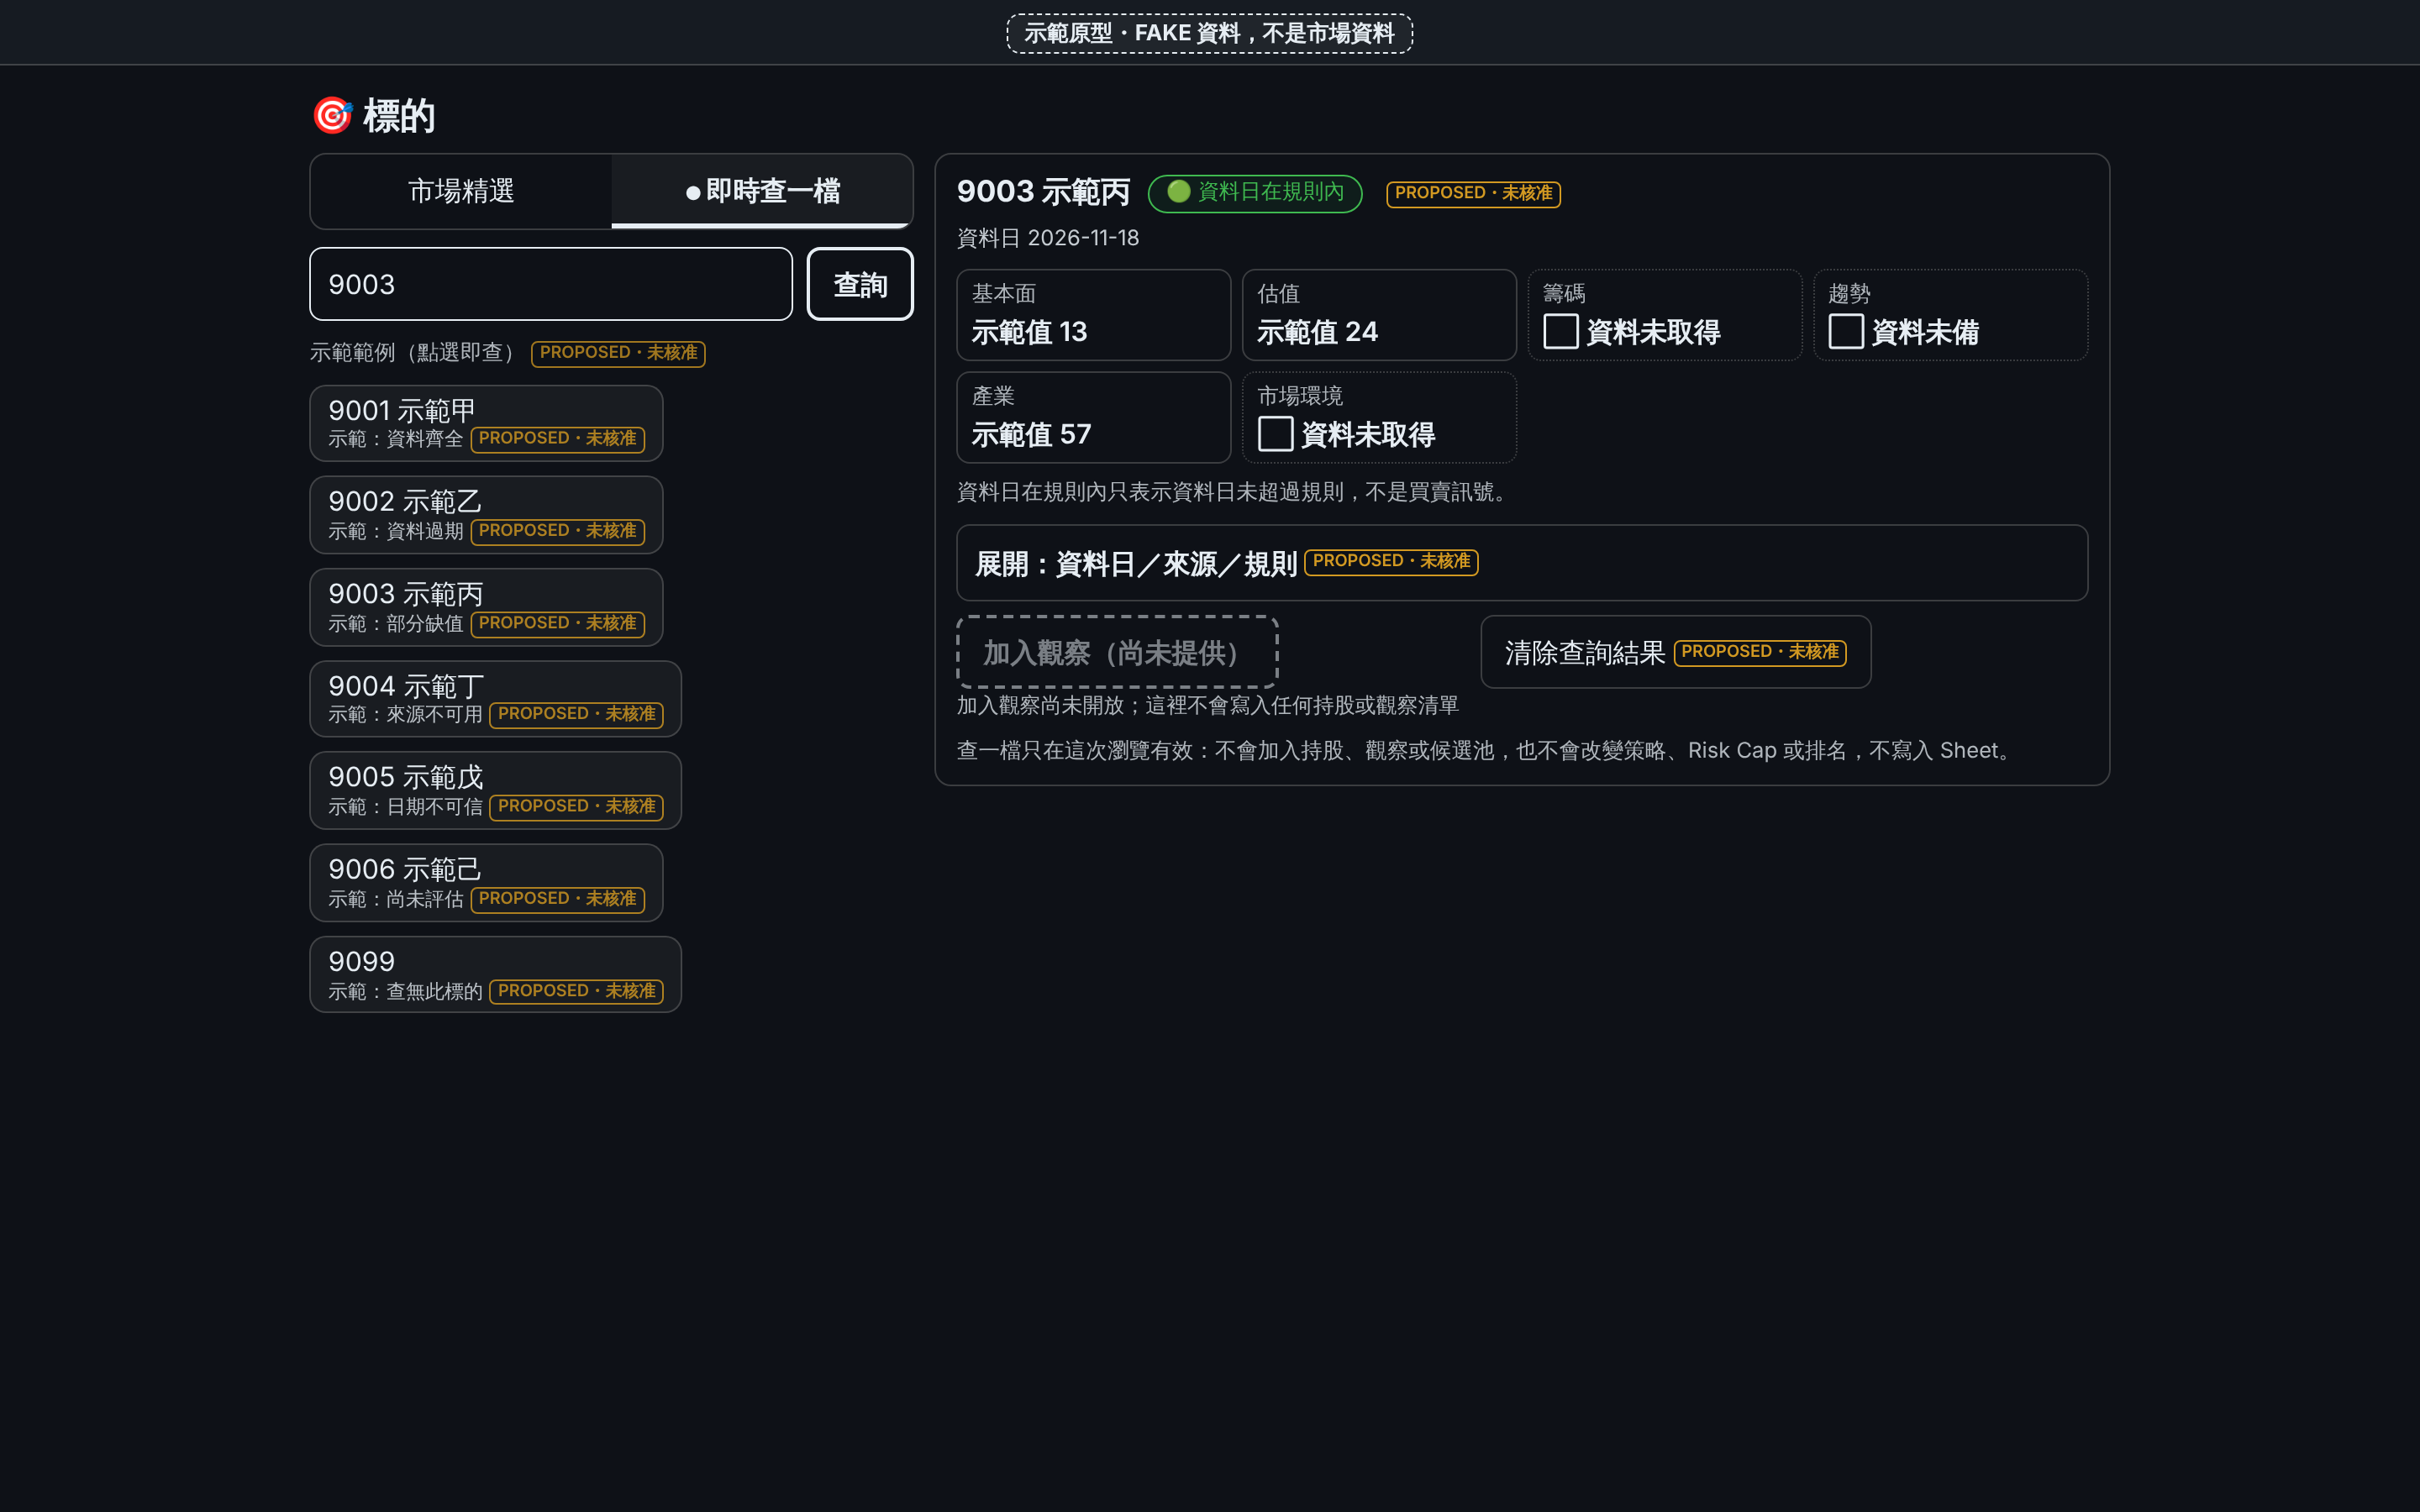 示範原型・FAKE 資料，不是市場資料
標的
市場精選
即時查一檔
9003
查詢
示範範例（點選即查） PROPOSED・未核准
9001 示範甲
示範：資料齊全 PROPOSED・未核准
9002 示範乙
示範：資料過期 PROPOSED・未核准
9003 示範丙
示範：部分缺值 PROPOSED・未核准
9004 示範丁
示範：來源不可用 PROPOSED・未核准
9005 示範戊
示範：日期不可信 PROPOSED・未核准
9006 示範己
示範：尚未評估 PROPOSED・未核准
9099
示範：查無此標的 PROPOSED・未核准
9003 示範丙 資料日在規則內 PROPOSED・未核准
資料日 2026-11-18
基本面
示範值 13
估值
示範值 24
籌碼
資料未取得
趨勢
資料未備
產業
示範值 57
市場環境
資料未取得
資料日在規則內只表示資料日未超過規則，不是買賣訊號。
展開：資料日／來源／規則 PROPOSED・未核准
加入觀察（尚未提供）
清除查詢結果 PROPOSED・未核准
加入觀察尚未開放；這裡不會寫入任何持股或觀察清單
查一檔只在這次瀏覽有效：不會加入持股、觀察或候選池，也不會改變策略、Risk Cap 或排名，不寫入 Sheet。